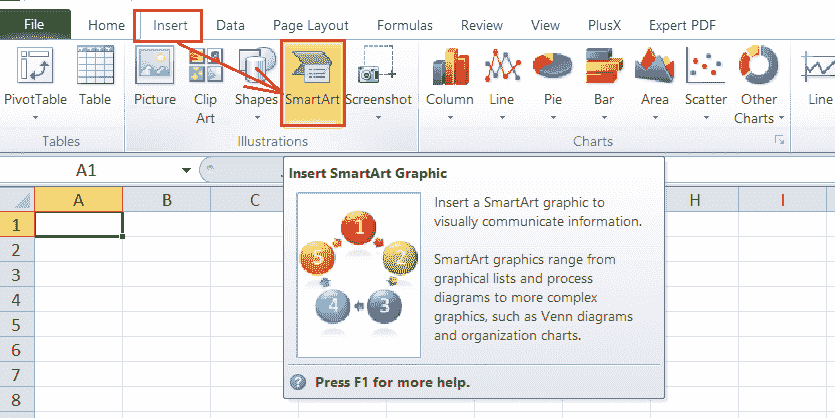 File Home Insert Data Page Layout Formulas Review View PlusX Expert PDF
PivotTable Table Picture Clip Art Shapes SmartArt Screenshot Column Line Pie Bar Area Scatter Other Charts Line
Tables Illustrations Charts
A1
A B C H I
Insert SmartArt Graphic
1
2
3
4
5
6
7
8
1
2
3
4
5
Insert a SmartArt graphic to
visually communicate information.
SmartArt graphics range from
graphical lists and process
diagrams to more complex
graphics, such as Venn diagrams
and organization charts.
Press F1 for more help.